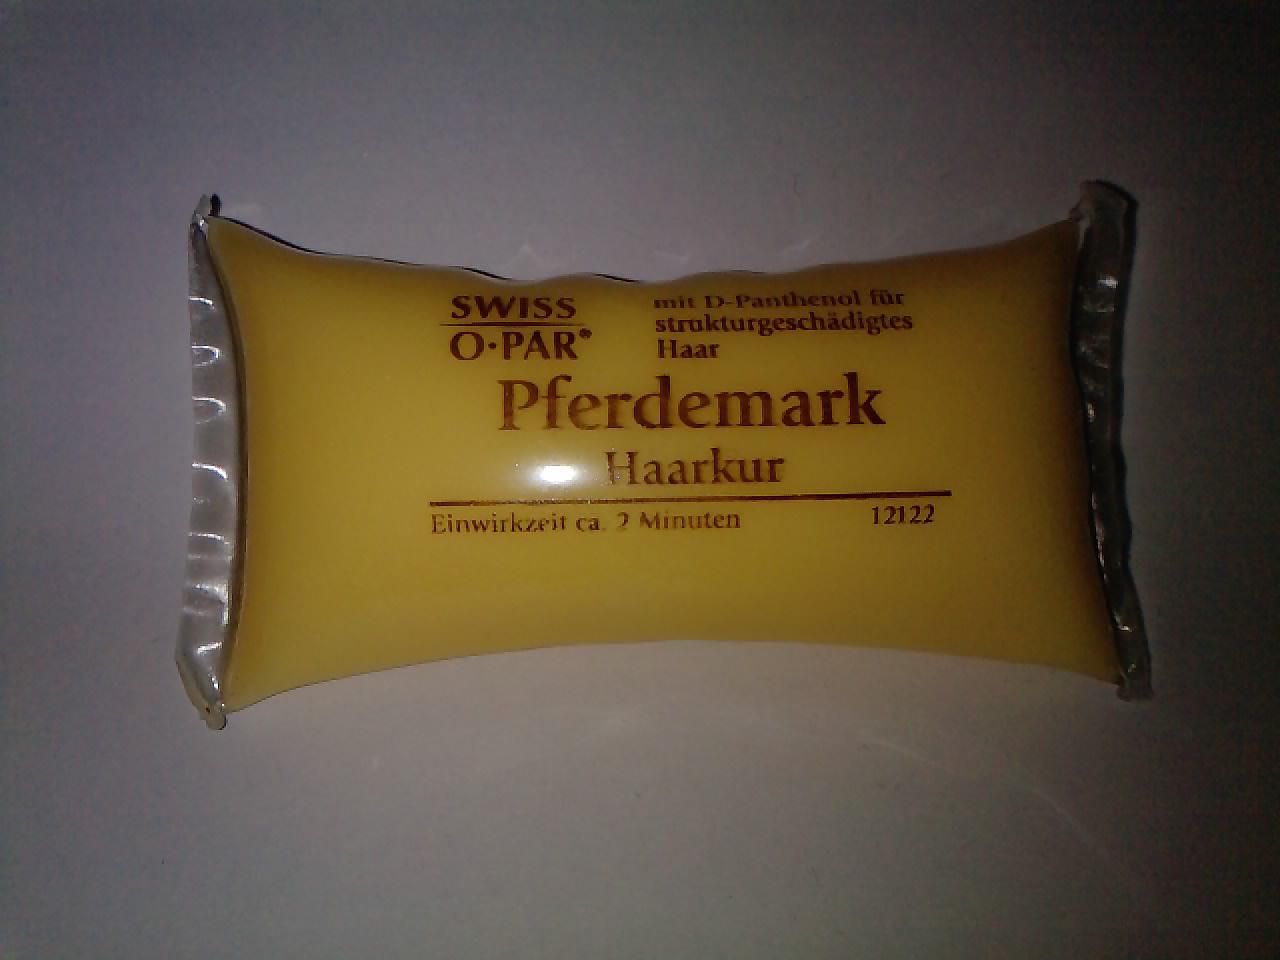 SWISS
O·PAR®
mit D-Panthenol für
strukturgeschädigtes
Haar
Pferdemark
Haarkur
Einwirkzeit ca. 2 Minuten
12122